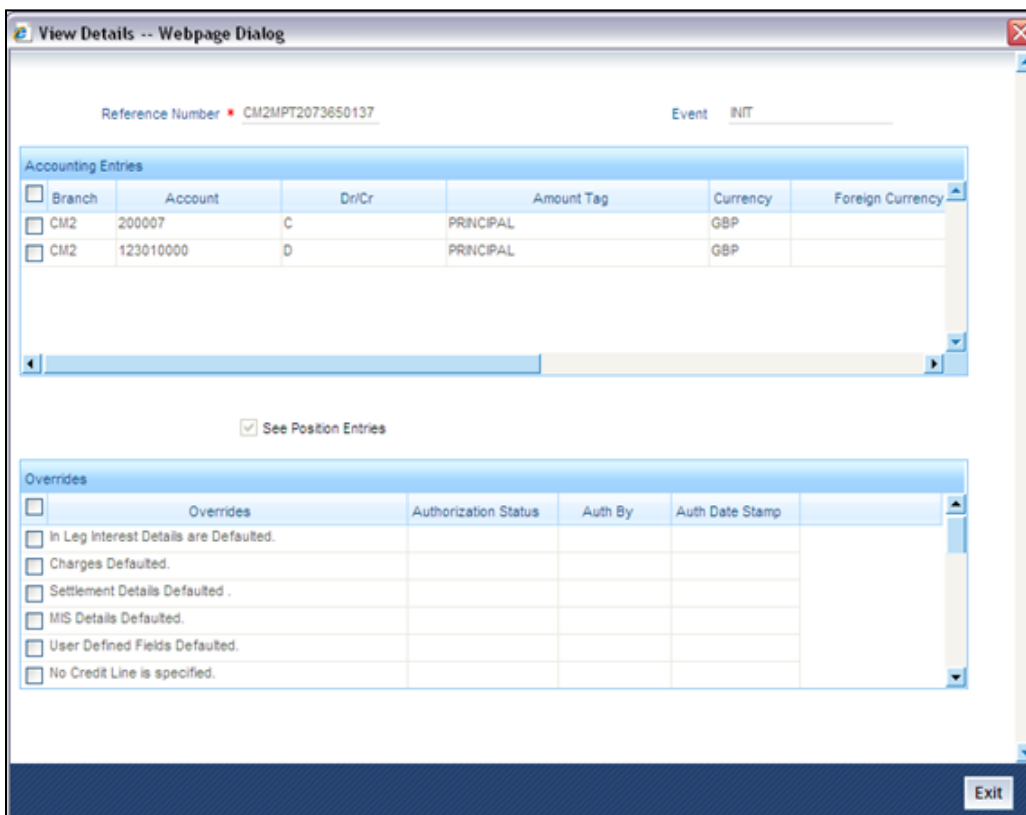 View Details -- Webpage Dialog
Reference Number * CM2MPT2073650137 Event INIT
Accounting Entries
Branch Account Dr/Cr Amount Tag Currency Foreign Currency
CM2 200007 C PRINCIPAL GBP
CM2 123010000 D PRINCIPAL GBP
See Position Entries
Overrides
Overrides Authorization Status Auth By Auth Date Stamp
In Leg Interest Details are Defaulted.
Charges Defaulted.
Settlement Details Defaulted .
MIS Details Defaulted.
User Defined Fields Defaulted.
No Credit Line is specified.
Exit